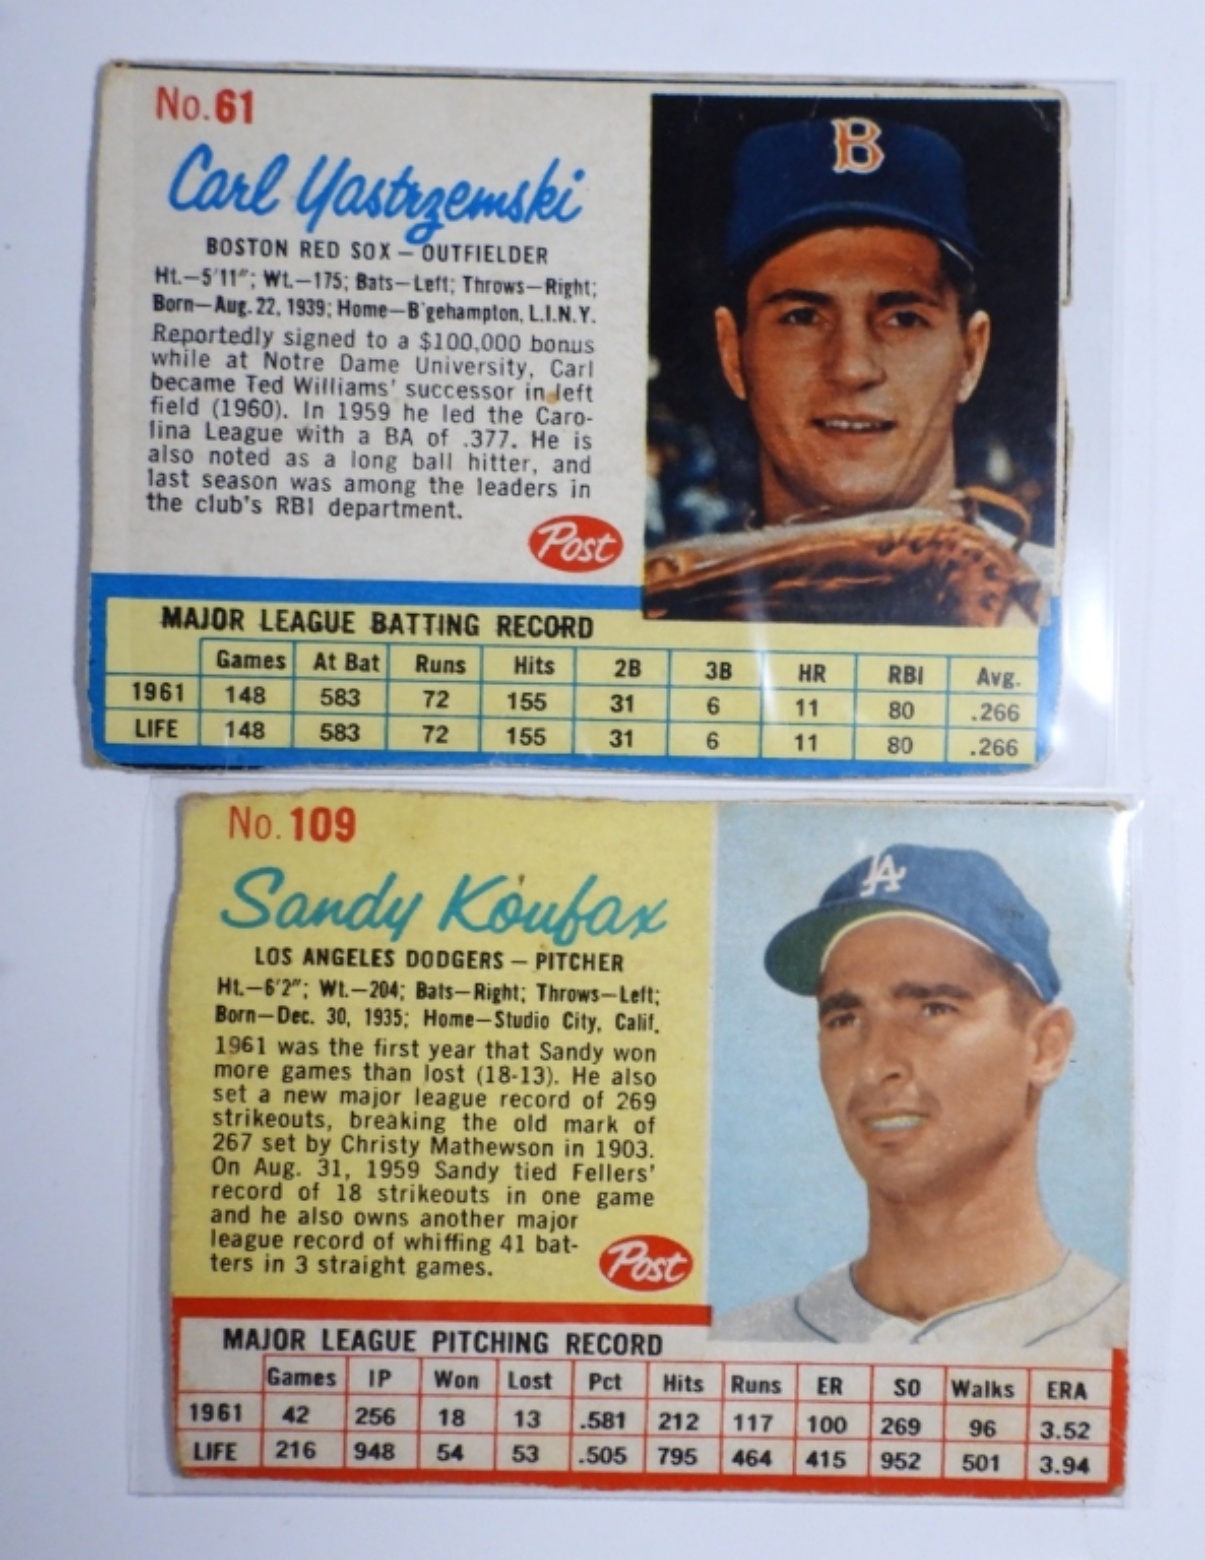 No.61
Carl Yastrzemski
BOSTON RED SOX — OUTFIELDER
Ht.—5'11"; Wt.—175; Bats—Left; Throws—Right;
Born—Aug. 22, 1939; Home—B'gehampton, L.I.N.Y.
Reportedly signed to a $100,000 bonus
while at Notre Dame University, Carl
became Ted Williams' successor in left
field (1960). In 1959 he led the Caro-
lina League with a BA of .377. He is
also noted as a long ball hitter, and
last season was among the leaders in
the club's RBI department.
Post
B
MAJOR LEAGUE BATTING RECORD
Games At Bat Runs Hits 2B 3B HR RBI Avg.
1961 148 583 72 155 31 6 11 80 .266
LIFE 148 583 72 155 31 6 11 80 .266
No. 109
Sandy Koufax
LOS ANGELES DODGERS — PITCHER
Ht.—6'2"; Wt.—204; Bats—Right; Throws—Left;
Born—Dec. 30, 1935; Home—Studio City, Calif.
1961 was the first year that Sandy won
more games than lost (18-13). He also
set a new major league record of 269
strikeouts, breaking the old mark of
267 set by Christy Mathewson in 1903.
On Aug. 31, 1959 Sandy tied Fellers'
record of 18 strikeouts in one game
and he also owns another major
league record of whiffing 41 bat-
ters in 3 straight games.
Post
LA
MAJOR LEAGUE PITCHING RECORD
Games IP Won Lost Pct Hits Runs ER SO Walks ERA
1961 42 256 18 13 .581 212 117 100 269 96 3.52
LIFE 216 948 54 53 .505 795 464 415 952 501 3.94